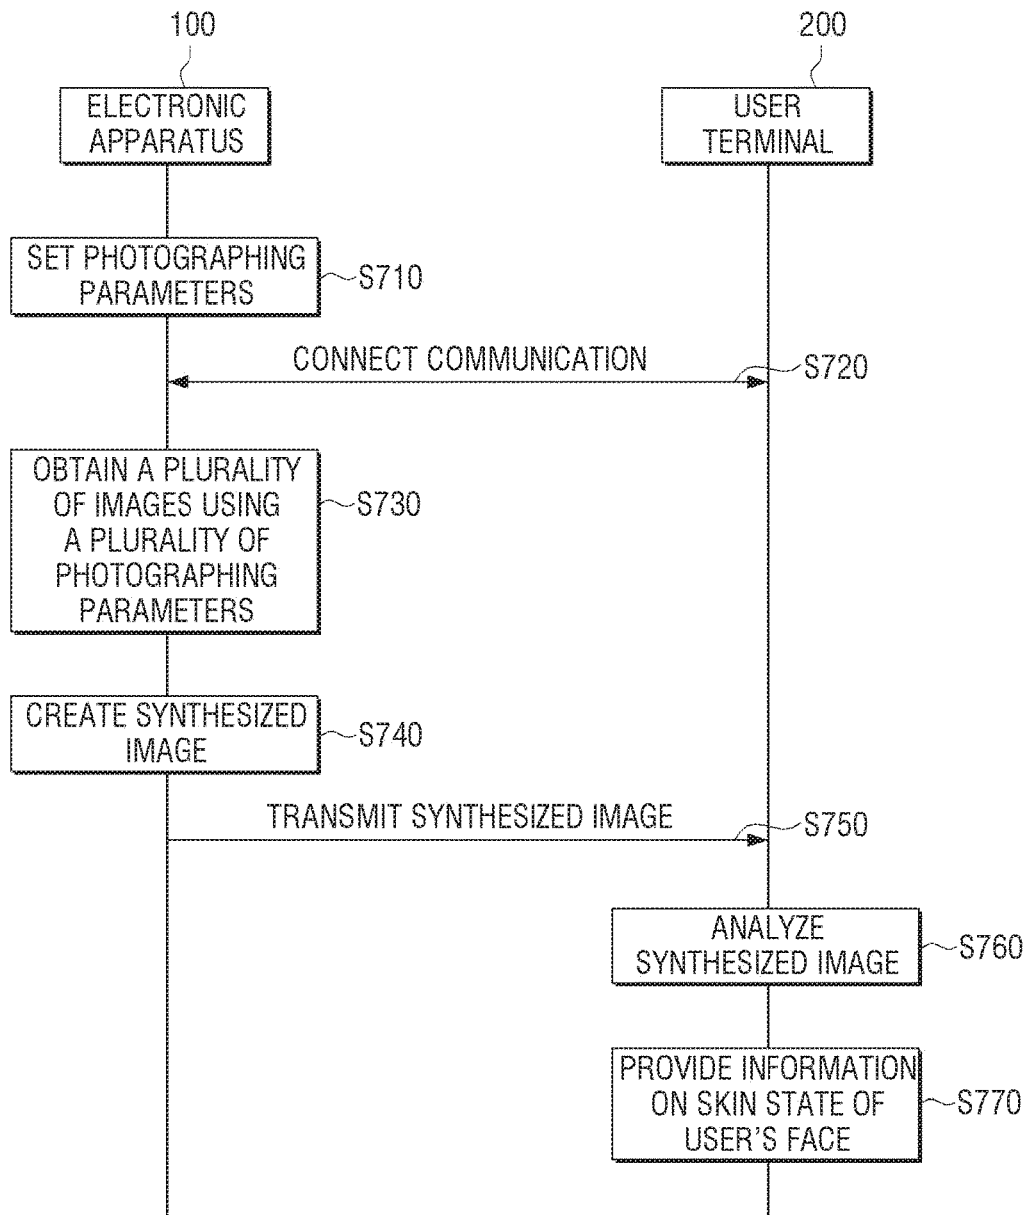 100
200
ELECTRONIC
APPARATUS
USER
TERMINAL
SET PHOTOGRAPHING
PARAMETERS
S710
CONNECT COMMUNICATION
S720
OBTAIN A PLURALITY
OF IMAGES USING
A PLURALITY OF
PHOTOGRAPHING
PARAMETERS
S730
CREATE SYNTHESIZED
IMAGE
S740
TRANSMIT SYNTHESIZED IMAGE
S750
ANALYZE
SYNTHESIZED IMAGE
S760
PROVIDE INFORMATION
ON SKIN STATE OF
USER'S FACE
S770